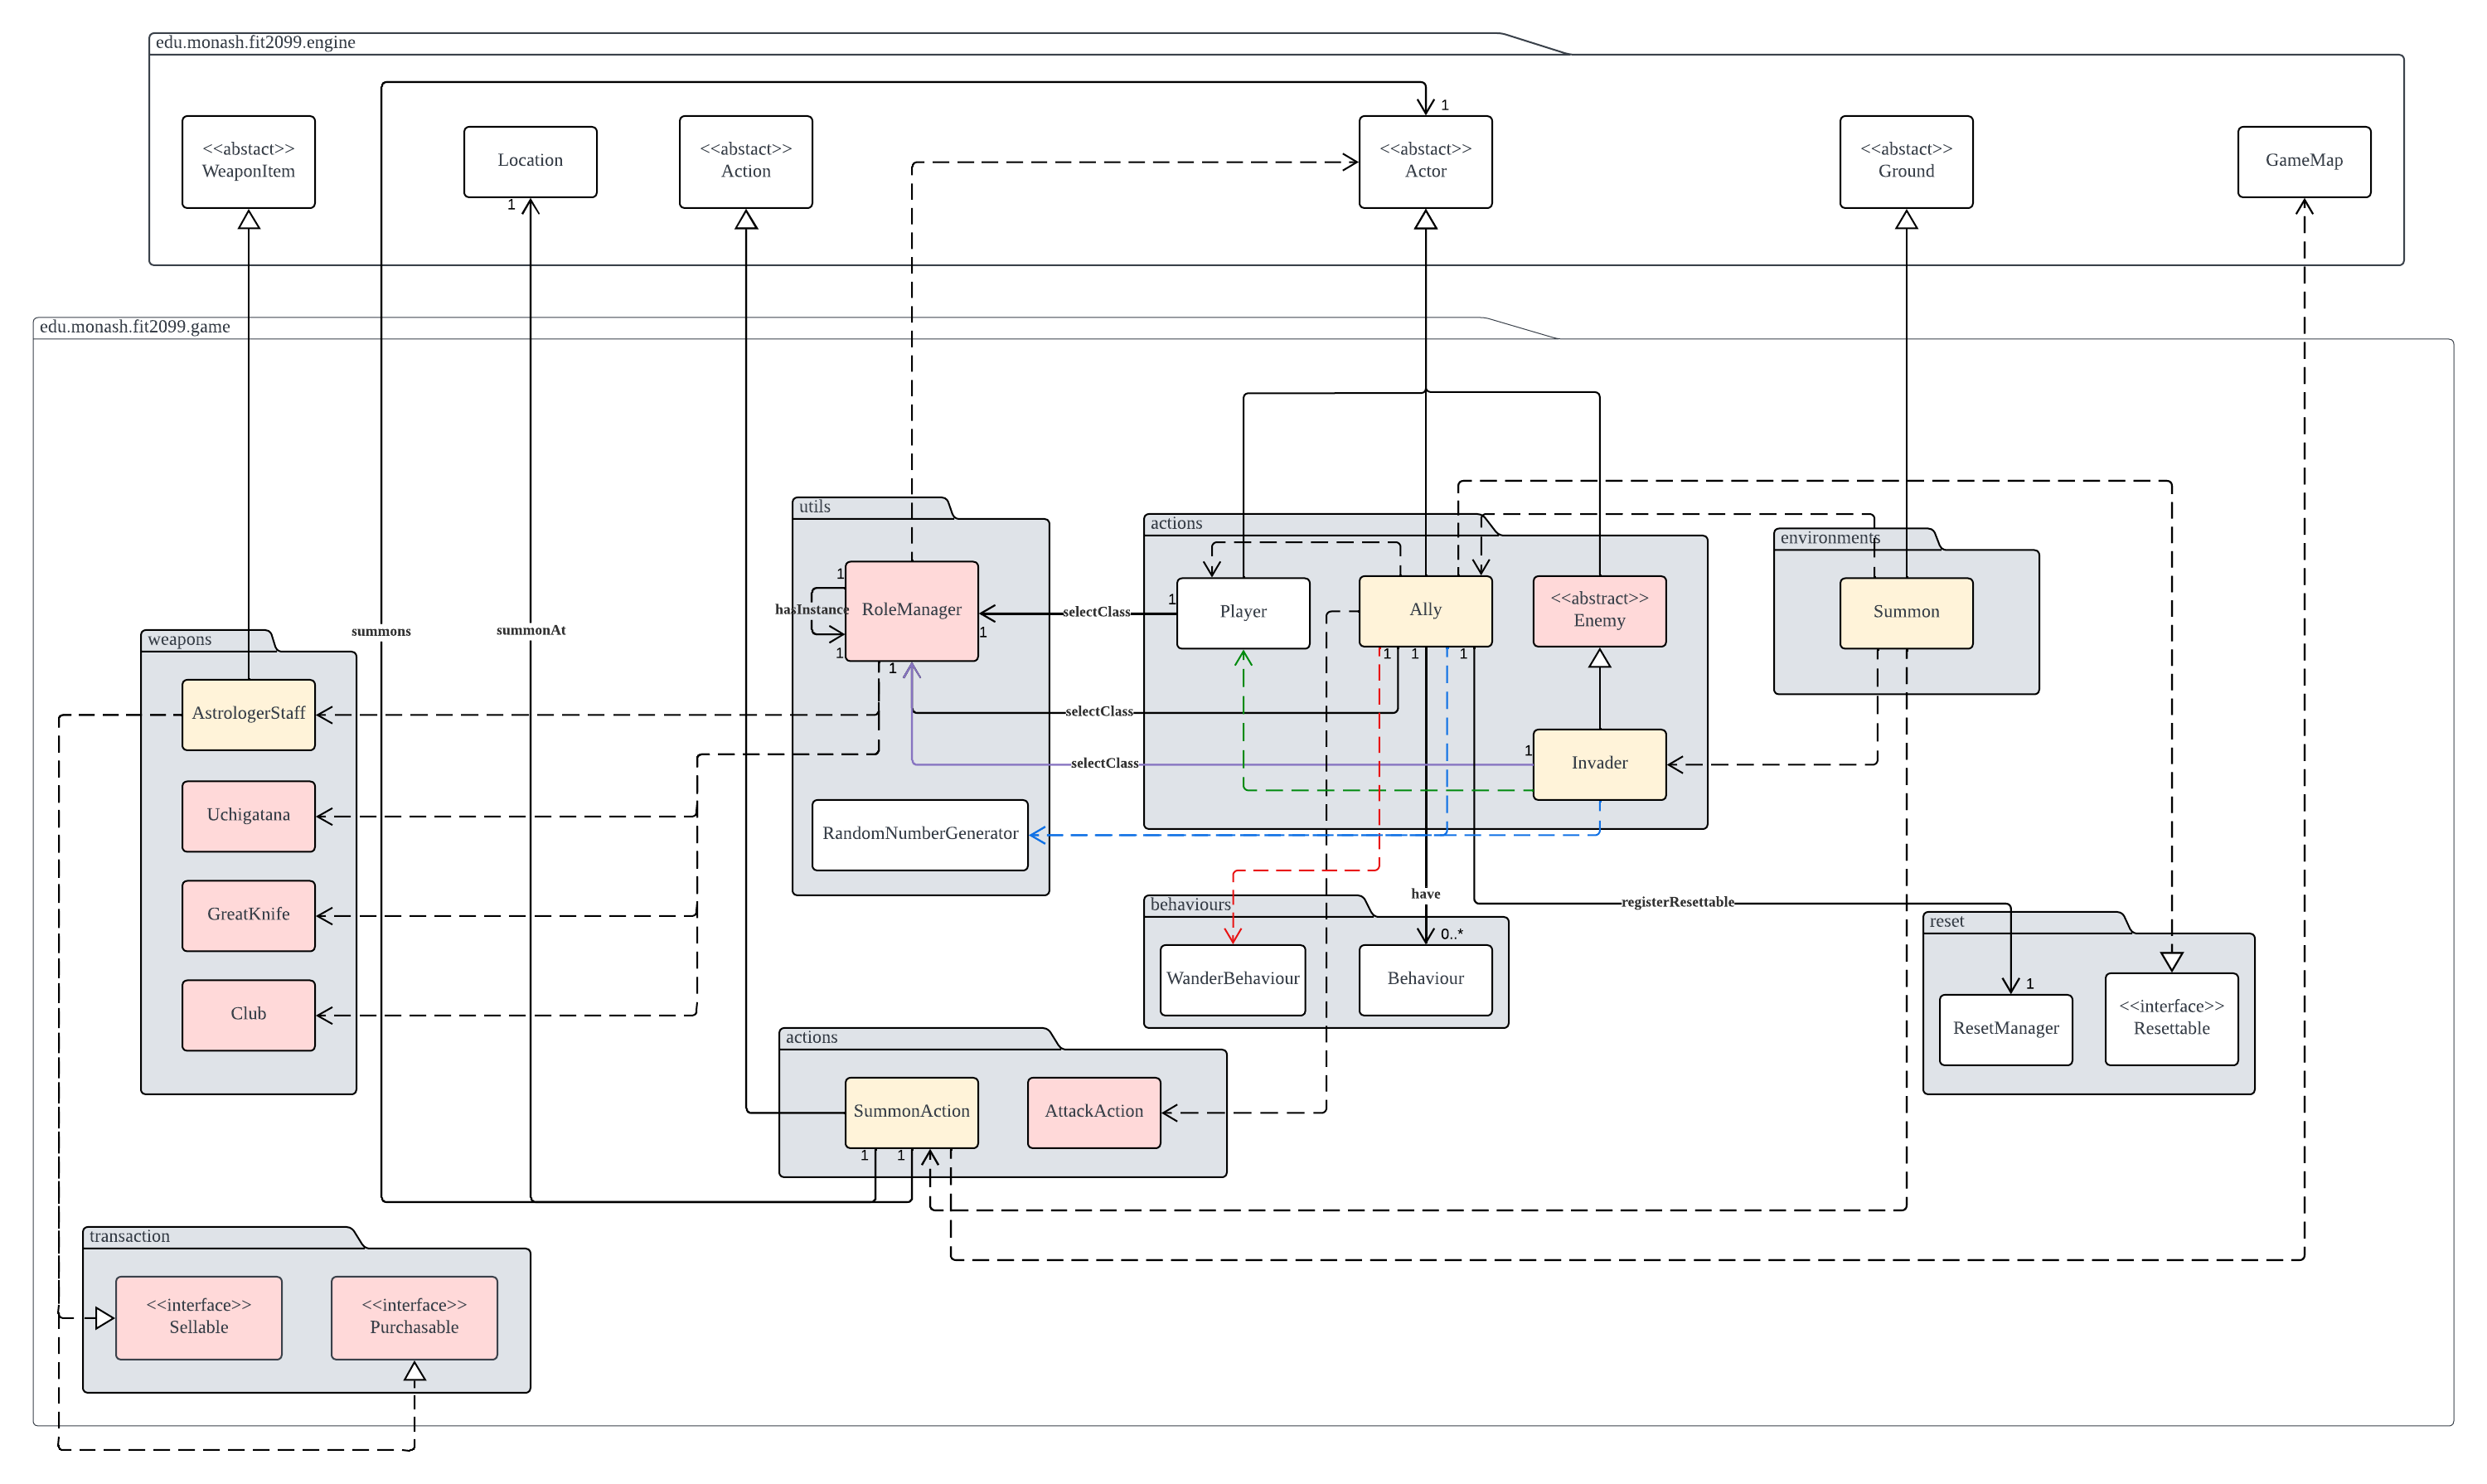 edu.monash.fit2099.engine
1
<<abstact>>
WeaponItem
Location
<<abstact>>
Action
<<abstact>>
Actor
<<abstact>>
Ground
GameMap
1
edu.monash.fit2099.game
utils
actions
environments
1
RoleManager
hasInstance
1
1
1
selectClass
1
Player
Ally
<<abstract>>
Enemy
Summon
summons
summonAt
weapons
1
1
1
AstrologerStaff
selectClass
selectClass
1
Invader
Uchigatana
RandomNumberGenerator
GreatKnife
have
registerResettable
behaviours
0..*
reset
WanderBehaviour
Behaviour
1
ResetManager
<<interface>>
Resettable
Club
actions
SummonAction
AttackAction
1
1
transaction
<<interface>>
Sellable
<<interface>>
Purchasable